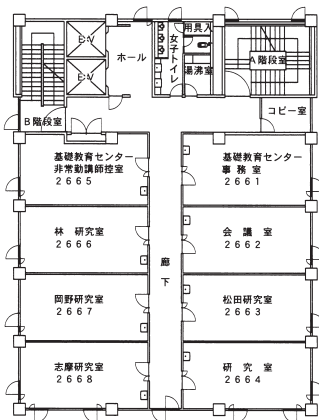 用具入
女子トイレ
湯沸室
ホール
E.V
E.V
A階段室
B階段室
コピー室
基礎教育センター
非常勤講師控室
2665
基礎教育センター
事務室
2661
林 研究室
2666
会議室
2662
廊下
岡野研究室
2667
松田研究室
2663
志摩研究室
2668
研究室
2664